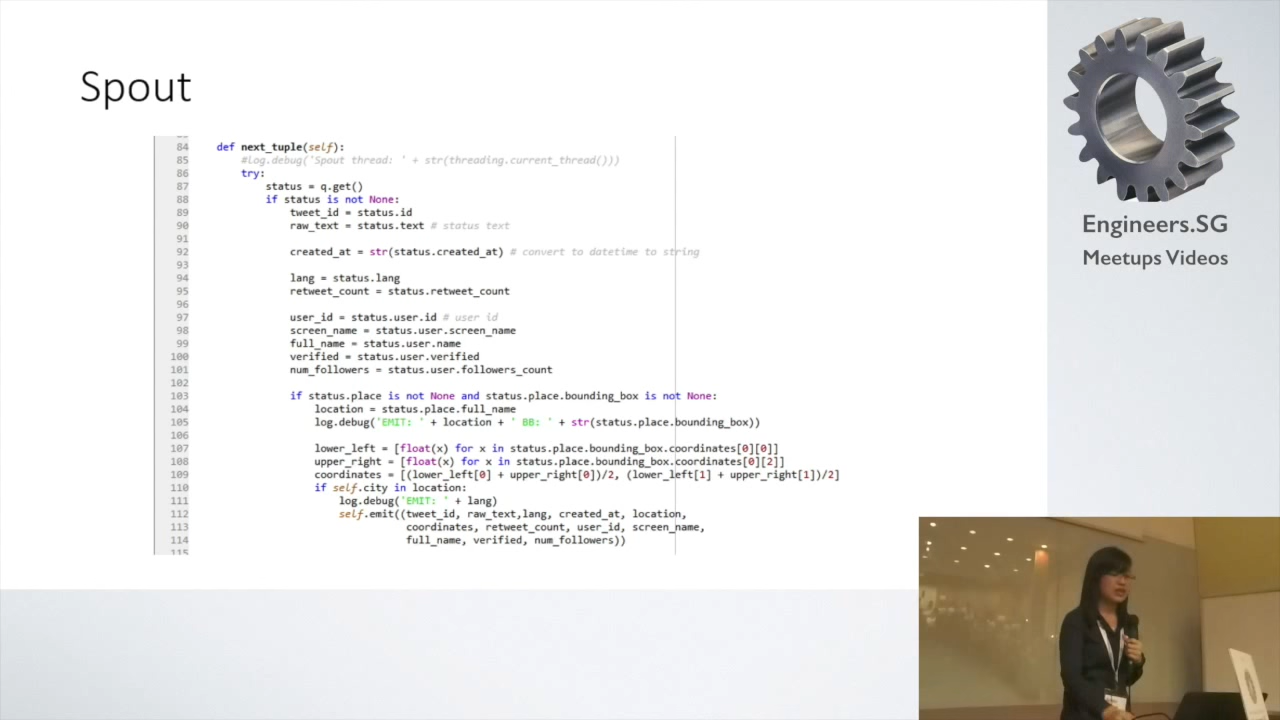 Spout
84 def next_tuple(self):
85 #log.debug('Spout thread: ' + str(threading.current_thread()))
86 try:
87 status = q.get()
88 if status is not None:
89 tweet_id = status.id
90 raw_text = status.text # status text
91
92 created_at = str(status.created_at) # convert to datetime to string
93
94 lang = status.lang
95 retweet_count = status.retweet_count
96
97 user_id = status.user.id # user id
98 screen_name = status.user.screen_name
99 full_name = status.user.name
100 verified = status.user.verified
101 num_followers = status.user.followers_count
102
103 if status.place is not None and status.place.bounding_box is not None:
104 location = status.place.full_name
105 log.debug('EMIT: ' + location + ' BB: ' + str(status.place.bounding_box))
106
107 lower_left = [float(x) for x in status.place.bounding_box.coordinates[0][0]]
108 upper_right = [float(x) for x in status.place.bounding_box.coordinates[0][2]]
109 coordinates = [(lower_left[0] + upper_right[0])/2, (lower_left[1] + upper_right[1])/2]
110 if self.city in location:
111 log.debug('EMIT: ' + lang)
112 self.emit((tweet_id, raw_text,lang, created_at, location,
113 coordinates, retweet_count, user_id, screen_name,
114 full_name, verified, num_followers))
115
Engineers.SG
Meetups Videos